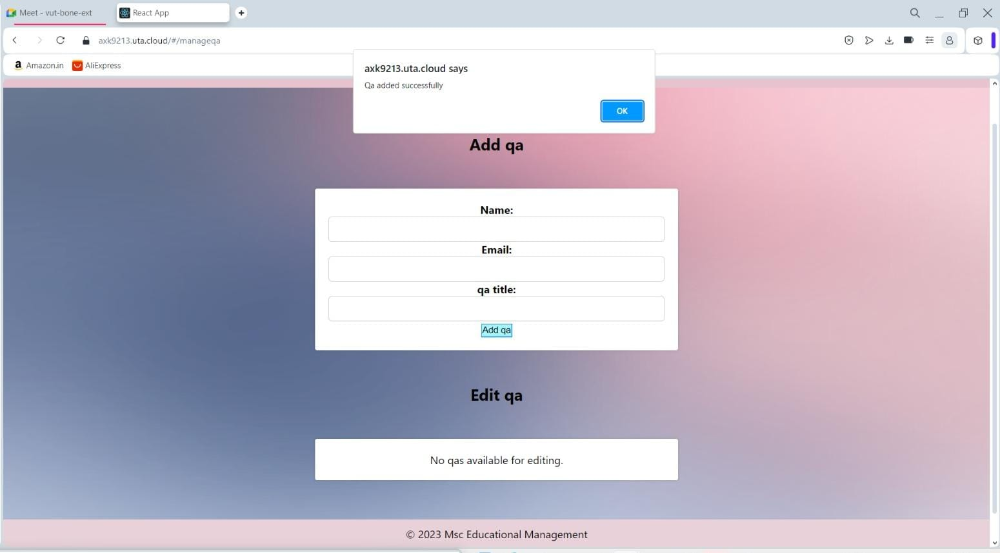 Meet - vut-bone-ext
React App
axk9213.uta.cloud/#/manageqa
Amazon.in
AliExpress
axk9213.uta.cloud says
Qa added successfully
OK
Add qa
Name:
Email:
qa title:
Add qa
Edit qa
No qas available for editing.
© 2023 Msc Educational Management